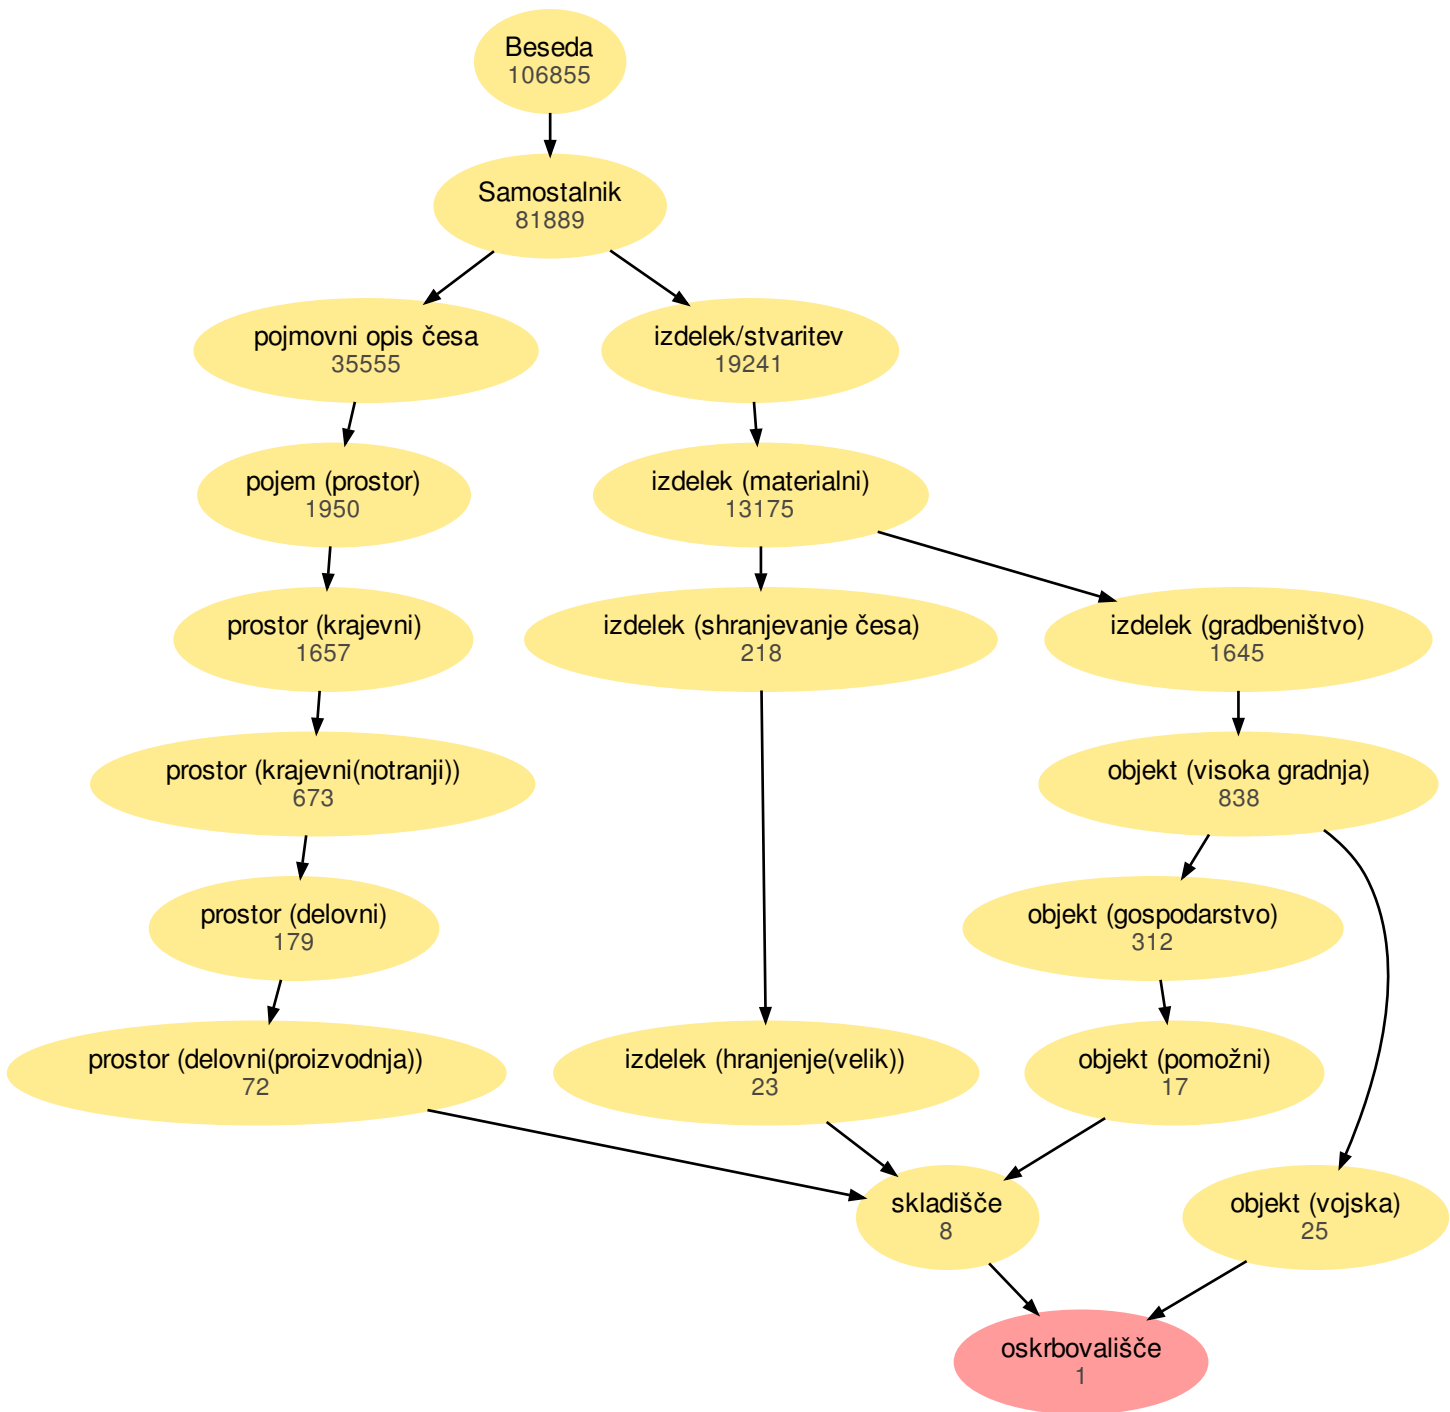 Beseda
106855
Samostalnik
81889
pojmovni opis česa
35555
izdelek/stvaritev
19241
pojem (prostor)
1950
izdelek (materialni)
13175
prostor (krajevni)
1657
izdelek (shranjevanje česa)
218
izdelek (gradbeništvo)
1645
prostor (krajevni(notranji))
673
objekt (visoka gradnja)
838
prostor (delovni)
179
objekt (gospodarstvo)
312
prostor (delovni(proizvodnja))
72
izdelek (hranjenje(velik))
23
objekt (pomožni)
17
skladišče
8
objekt (vojska)
25
oskrbovališče
1